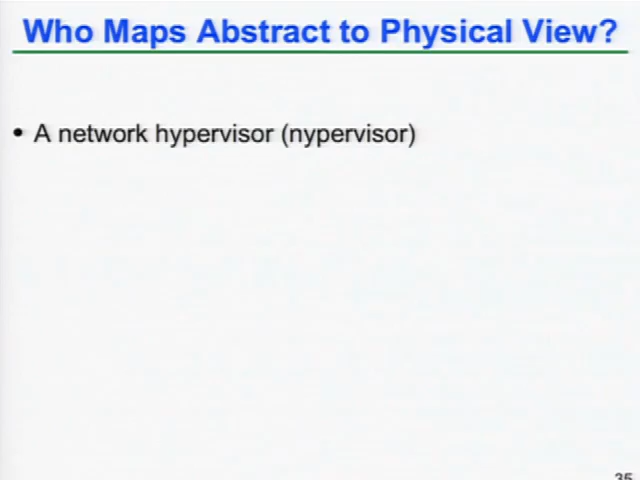 Who Maps Abstract to Physical View?
• A network hypervisor (nypervisor)
35